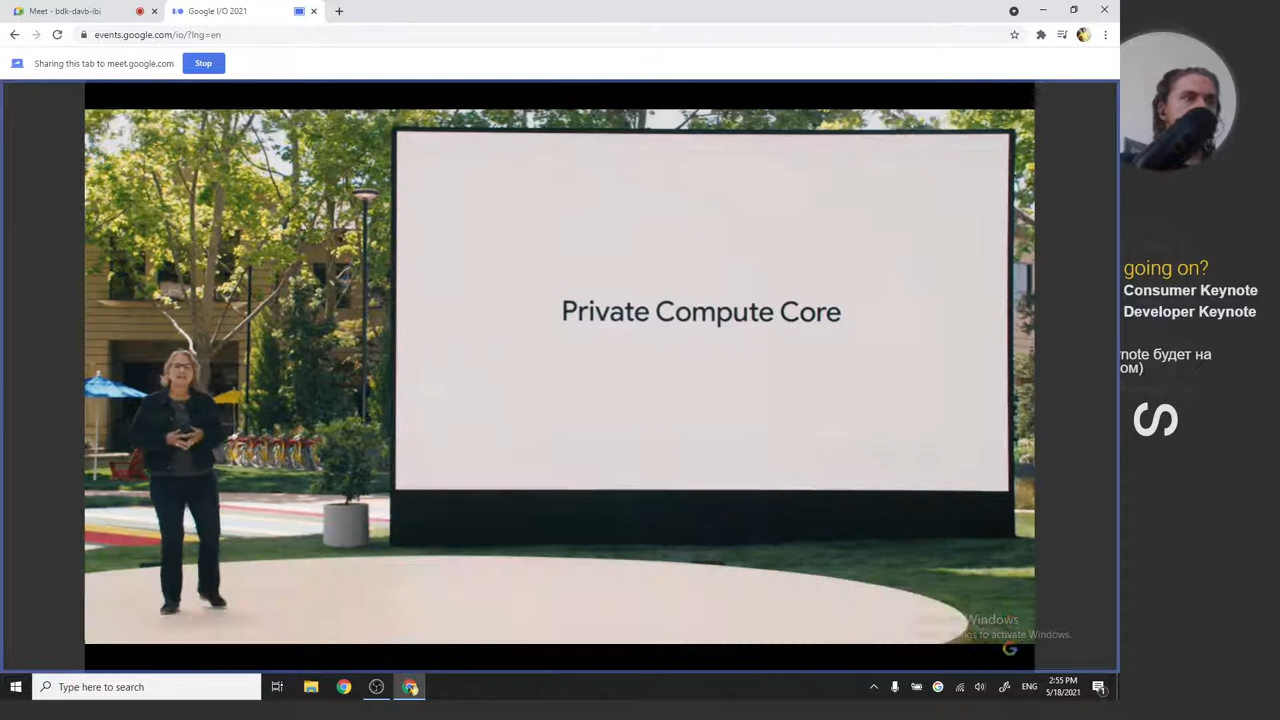 Meet - bdk-davb-ibi
Google I/O 2021
events.google.com/io/?lng=en
Sharing this tab to meet.google.com
Stop
Private Compute Core
going on?
Consumer Keynote
Developer Keynote
note будет на
ом)
S
Windows
ngs to activate Windows.
Type here to search
ENG
2:55 PM
5/18/2021
1